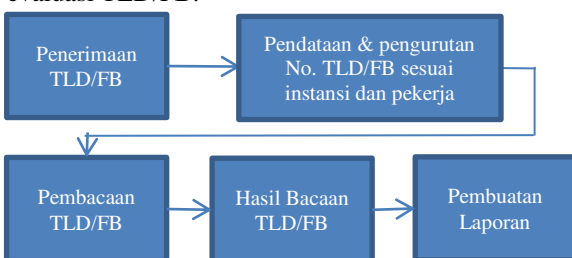 evaluasi TLD/FB.
Penerimaan
TLD/FB
Pendataan & pengurutan
No. TLD/FB sesuai
instansi dan pekerja
Pembacaan
TLD/FB
Hasil Bacaan
TLD/FB
Pembuatan
Laporan